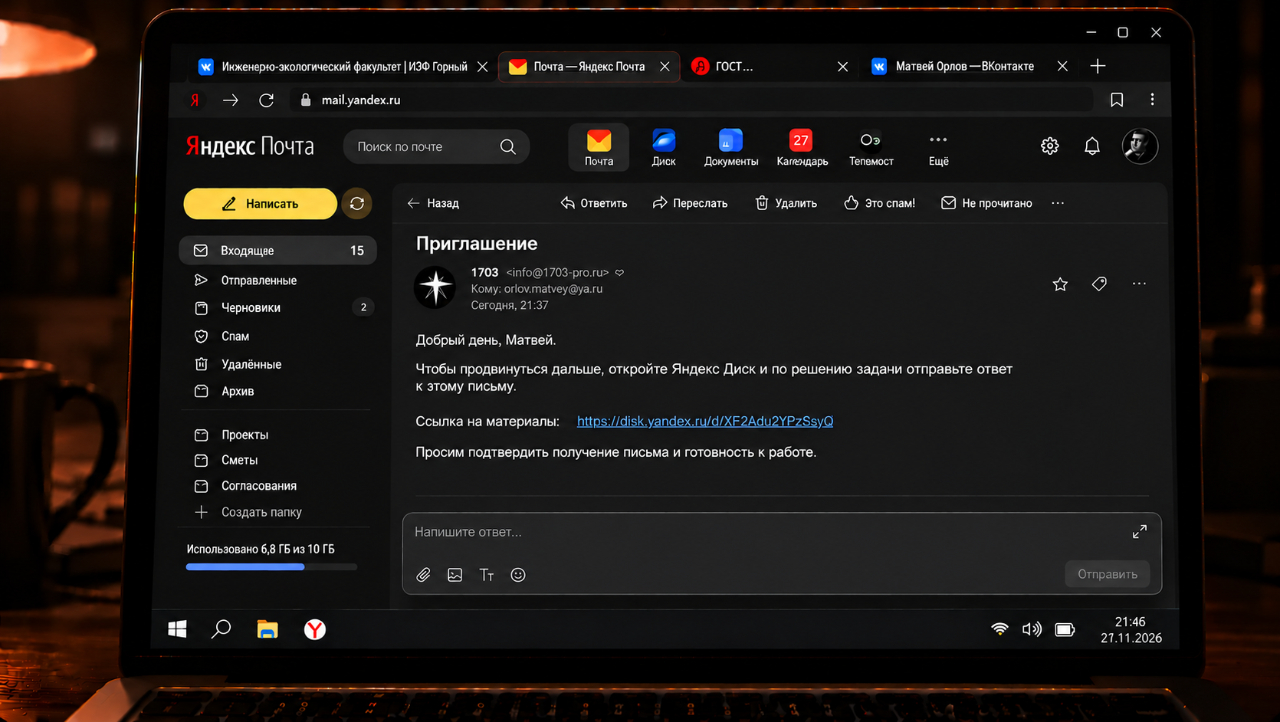 Инженерно-экологический факультет | ИЭФ Горный
Почта — Яндекс Почта
ГОСТ...
Матвей Орлов — ВКонтакте
Я
mail.yandex.ru
Яндекс Почта
Поиск по почте
Почта
Диск
Документы
27
Календарь
Телемост
Ещё
Написать
Назад
Ответить
Переслать
Удалить
Это спам!
Не прочитано
Входящие 15
Отправленные
Черновики 2
Спам
Удалённые
Архив
Проекты
Сметы
Согласования
Создать папку
Использовано 6,8 ГБ из 10 ГБ
Приглашение
1703 <info@1703-pro.ru>
Кому: orlov.matvey@ya.ru
Сегодня, 21:37
Добрый день, Матвей.
Чтобы продвинуться дальше, откройте Яндекс Диск и по решению задани отправьте ответ
к этому письму.
Ссылка на материалы: https://disk.yandex.ru/d/XF2Adu2YPzSsyQ
Просим подтвердить получение письма и готовность к работе.
Напишите ответ...
Тт
Отправить
21:46
27.11.2026